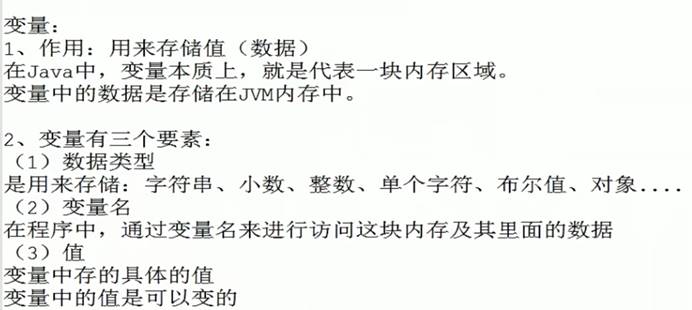 变量：
1、作用：用来存储值（数据）
在Java中，变量本质上，就是代表一块内存区域。
变量中的数据是存储在JVM内存中。
2、变量有三个要素：
（1）数据类型
是用来存储：字符串、小数、整数、单个字符、布尔值、对象....
（2）变量名
在程序中，通过变量名来进行访问这块内存及其里面的数据
（3）值
变量中存的具体的值
变量中的值是可以变的